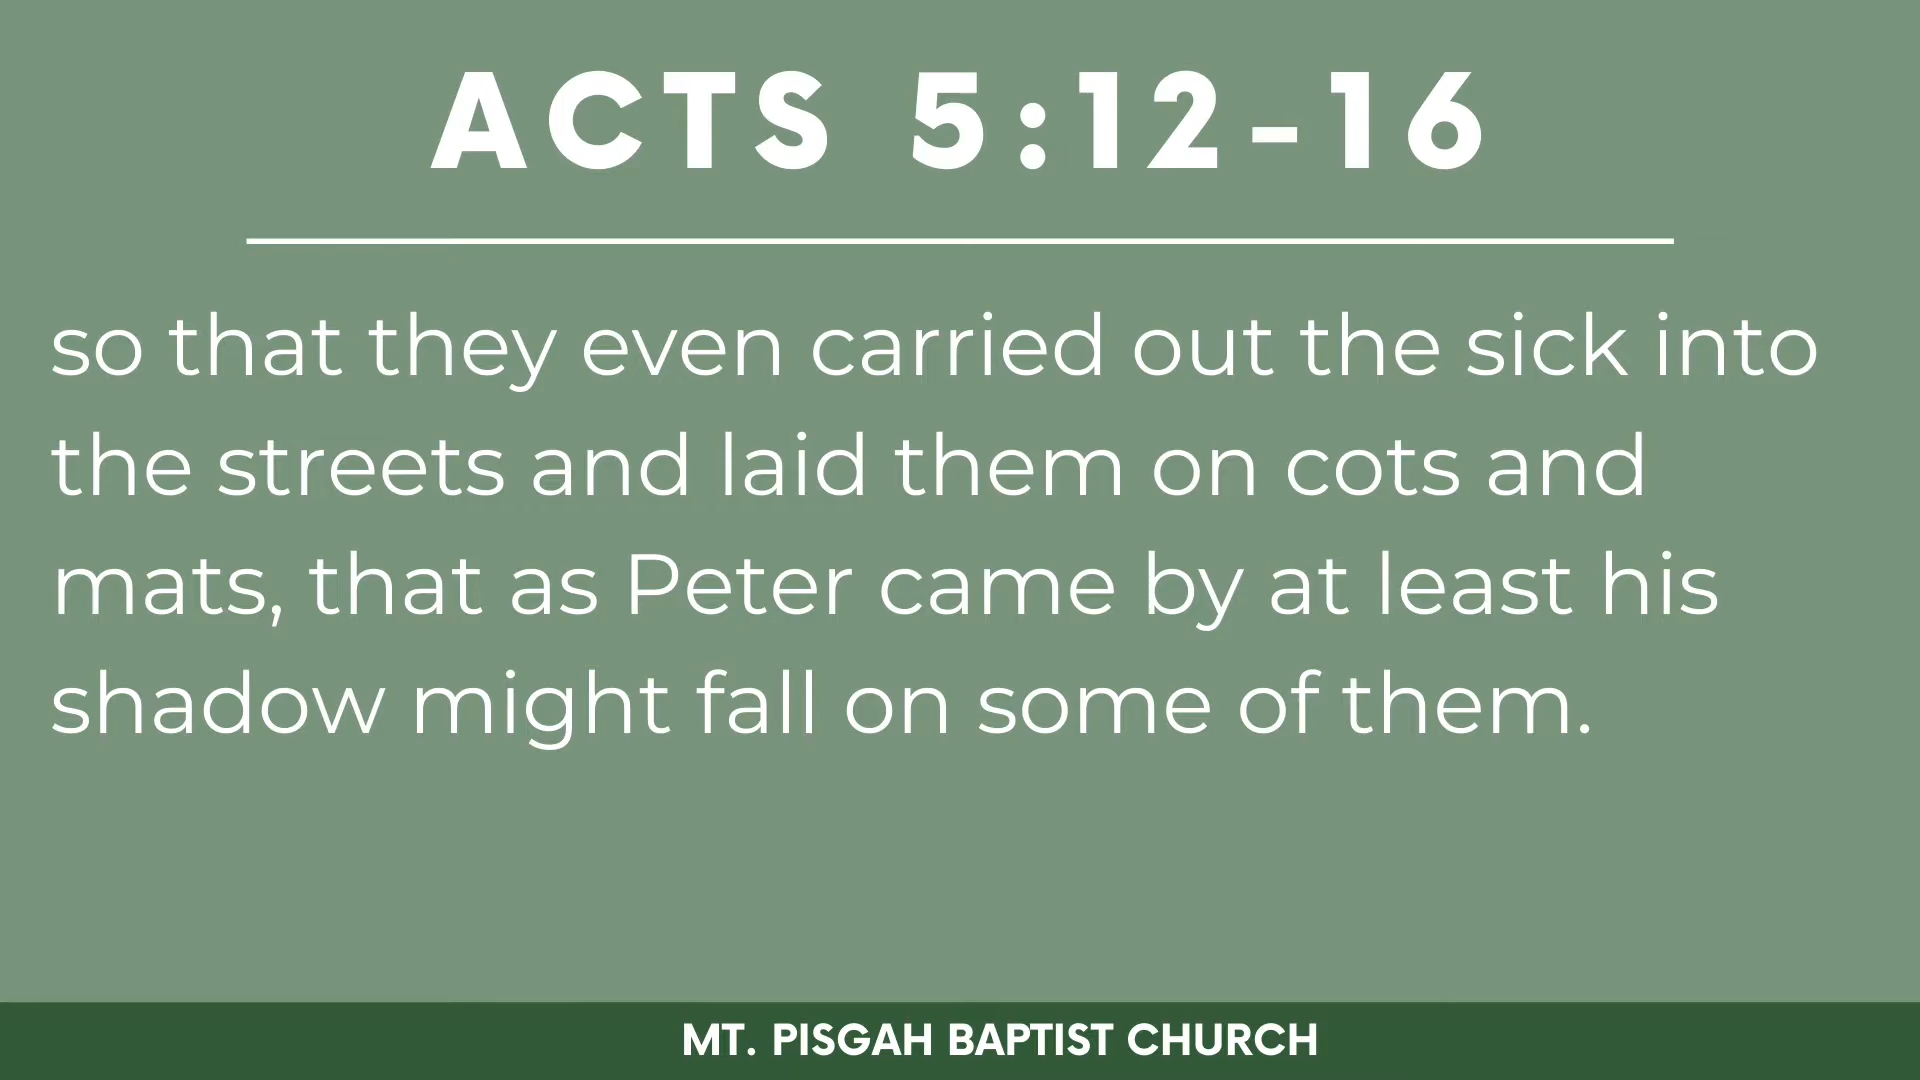 ACTS 5:12-16
so that they even carried out the sick into
the streets and laid them on cots and
mats, that as Peter came by at least his
shadow might fall on some of them.
MT. PISGAH BAPTIST CHURCH